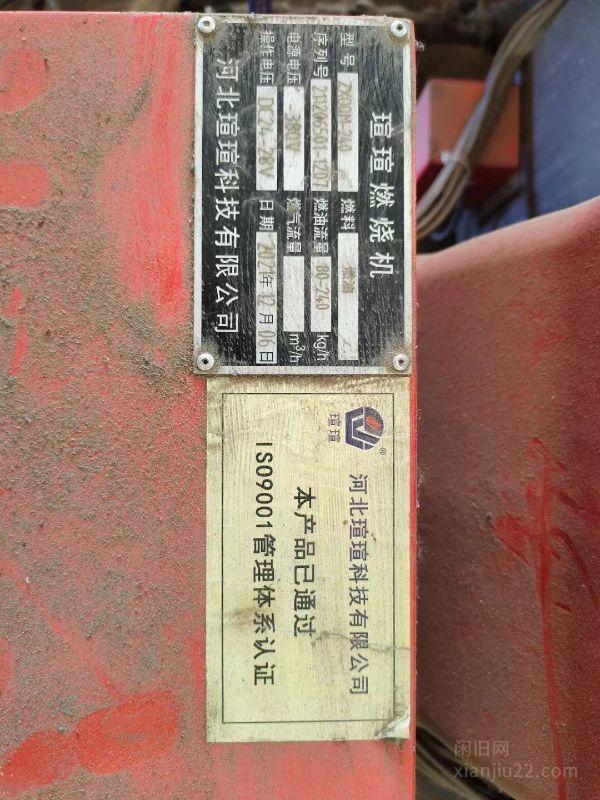 瑄瑄燃烧机
型号 ZXQBM-240 燃料 燃油
序列号 211206501-1207 燃油流量 80-240 kg/h
电源电压 380V 燃气流量 m³/h
操作电压 DC24-28V 日期 2021年12月06日
河北瑄瑄科技有限公司
瑄瑄
®
河北瑄瑄科技有限公司
本产品已通过
ISO9001管理体系认证
闲旧网
xianjiu22.com